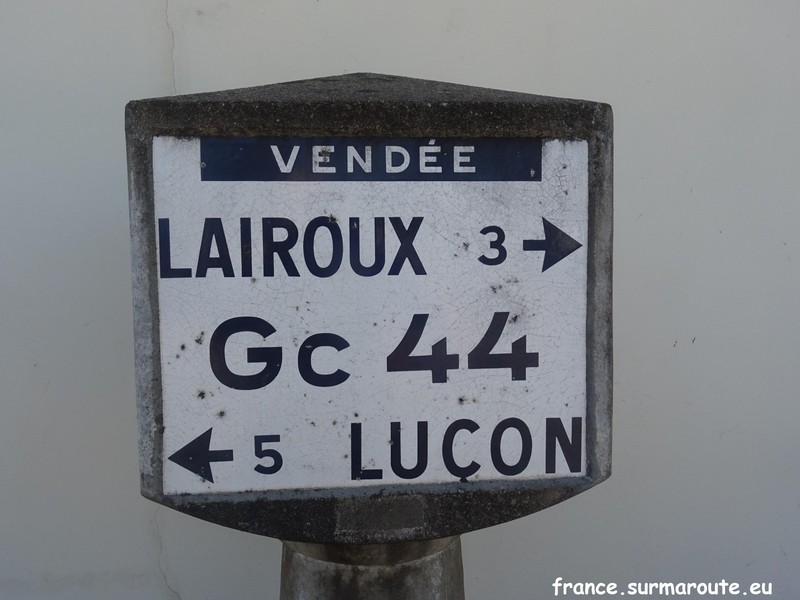 VENDÉE
LAIROUX 3 →
Gc 44
← 5 LUÇON
france.surmaroute.eu